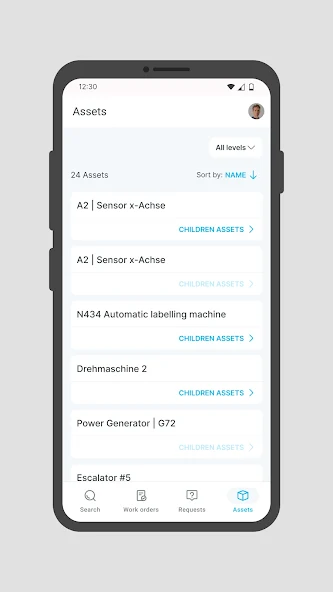 12:30
Assets
All levels
24 Assets Sort by: NAME
A2 | Sensor x-Achse
CHILDREN ASSETS
A2 | Sensor x-Achse
CHILDREN ASSETS
N434 Automatic labelling machine
CHILDREN ASSETS
Drehmaschine 2
CHILDREN ASSETS
Power Generator | G72
CHILDREN ASSETS
Escalator #5
Search Work orders Requests Assets